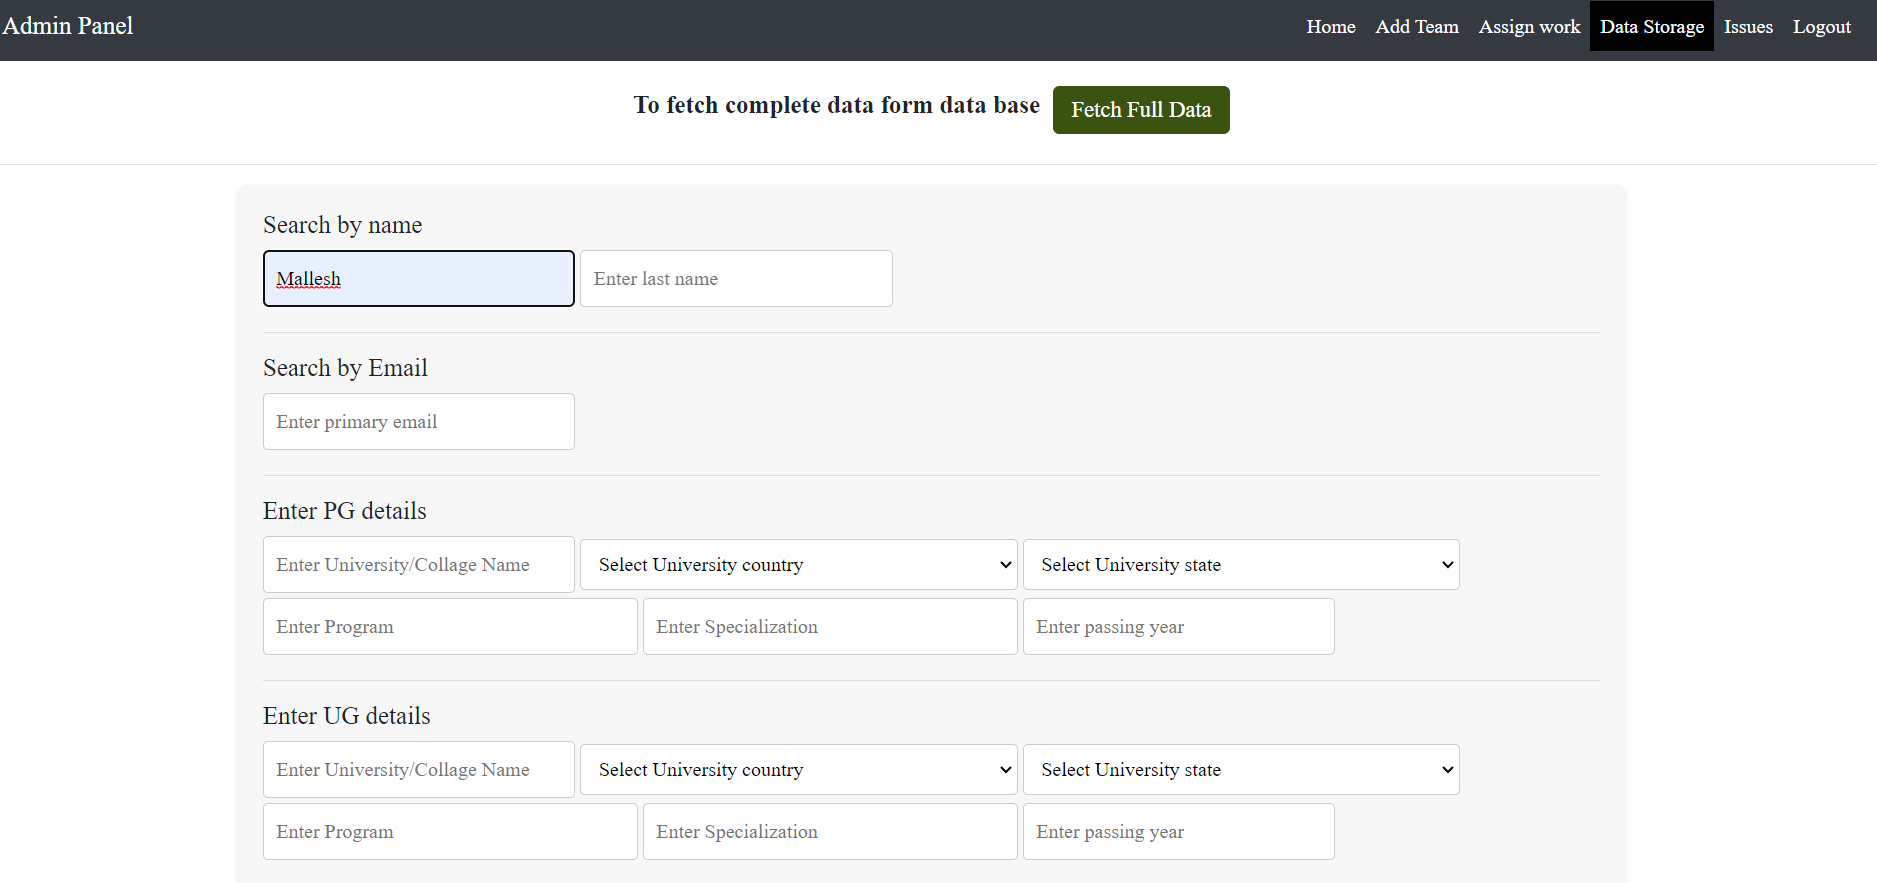 Admin Panel
Home Add Team Assign work Data Storage Issues Logout
To fetch complete data form data base Fetch Full Data
Search by name
Mallesh Enter last name
Search by Email
Enter primary email
Enter PG details
Enter University/Collage Name Select University country Select University state
Enter Program Enter Specialization Enter passing year
Enter UG details
Enter University/Collage Name Select University country Select University state
Enter Program Enter Specialization Enter passing year